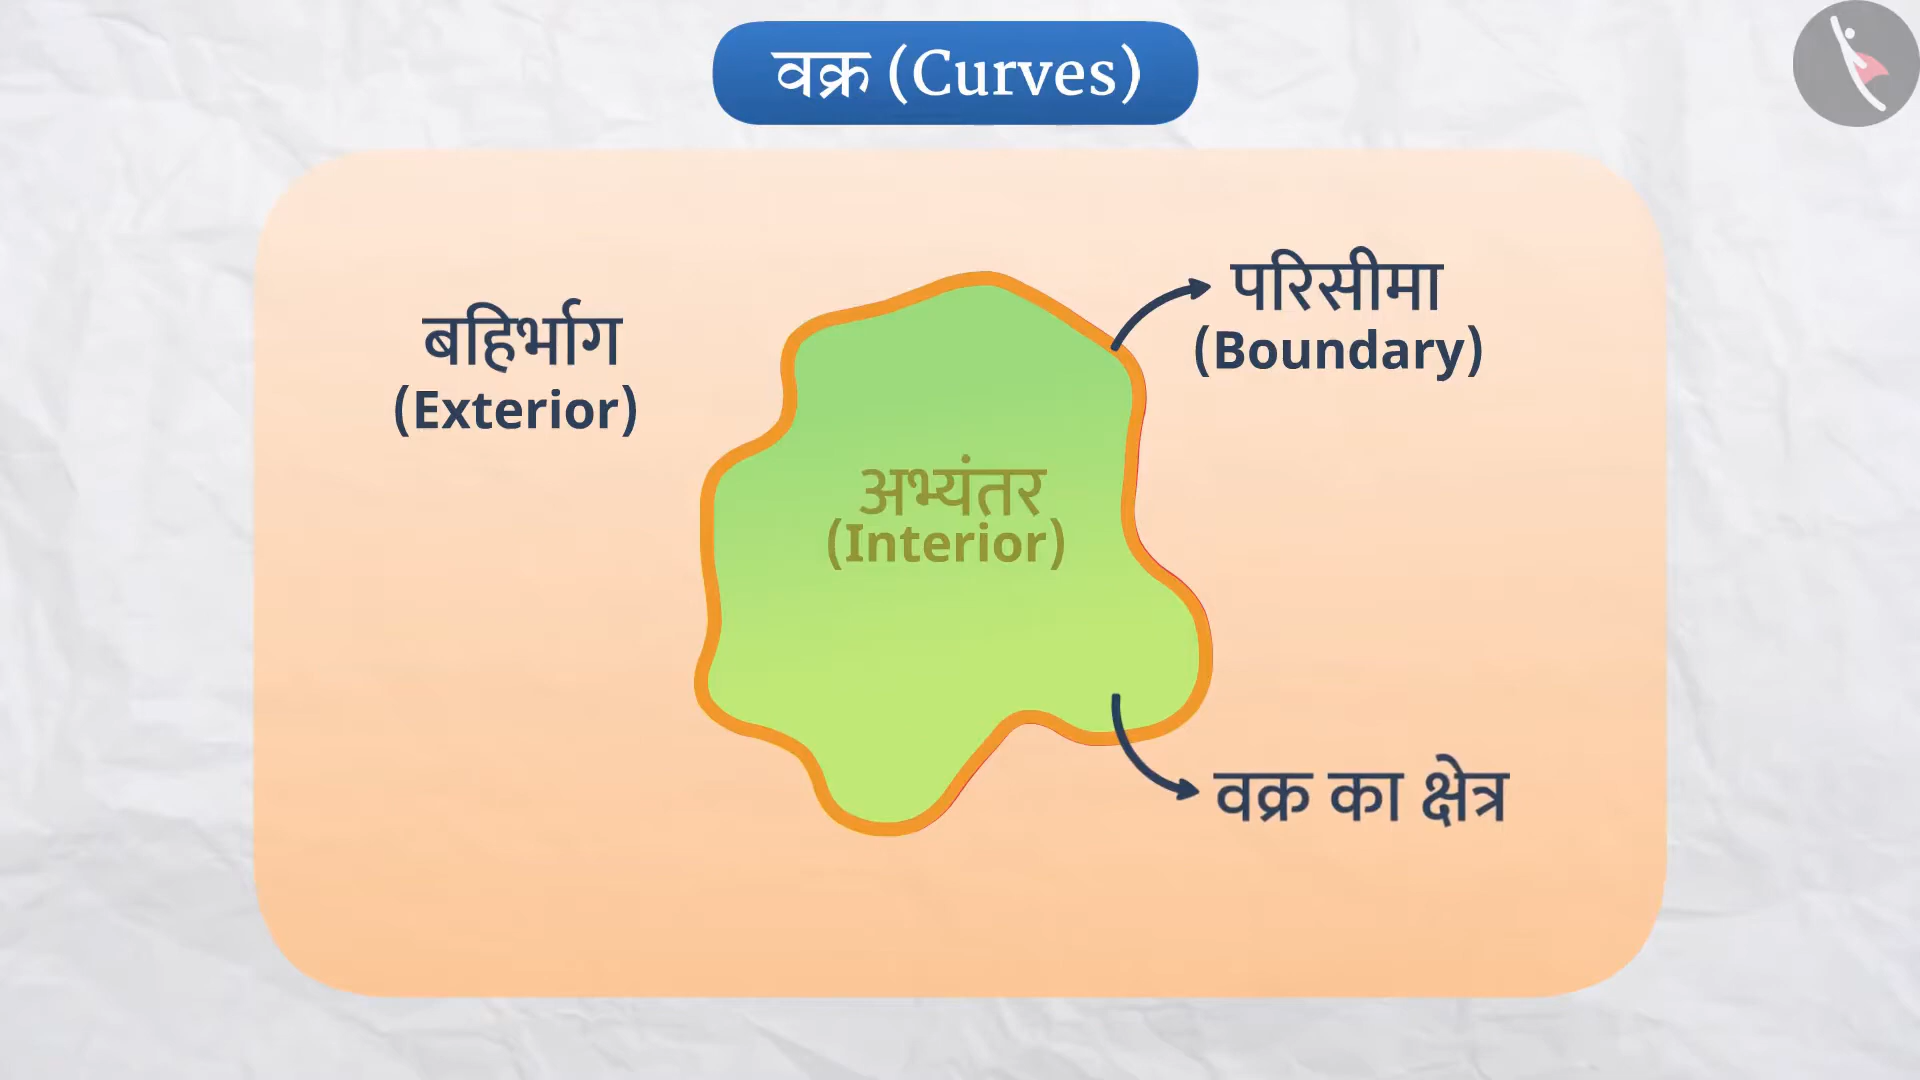 वक्र (Curves)
बहिर्भाग
(Exterior)
परिसीमा
(Boundary)
अभ्यंतर
(Interior)
वक्र का क्षेत्र